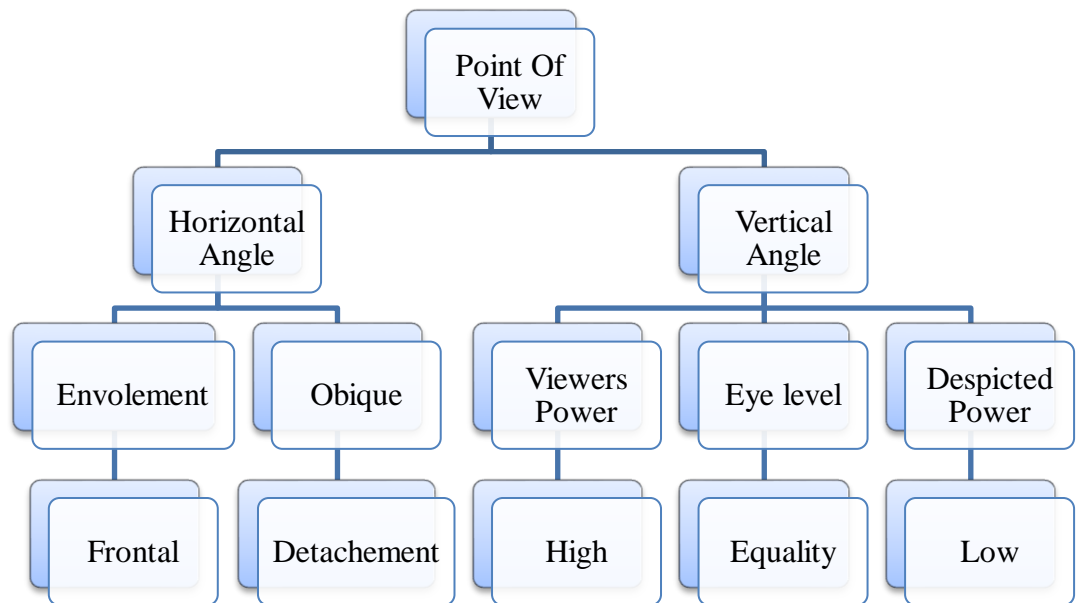 Point Of
View
Horizontal
Angle
Vertical
Angle
Envolement
Obique
Viewers
Power
Eye level
Despicted
Power
Frontal
Detachement
High
Equality
Low